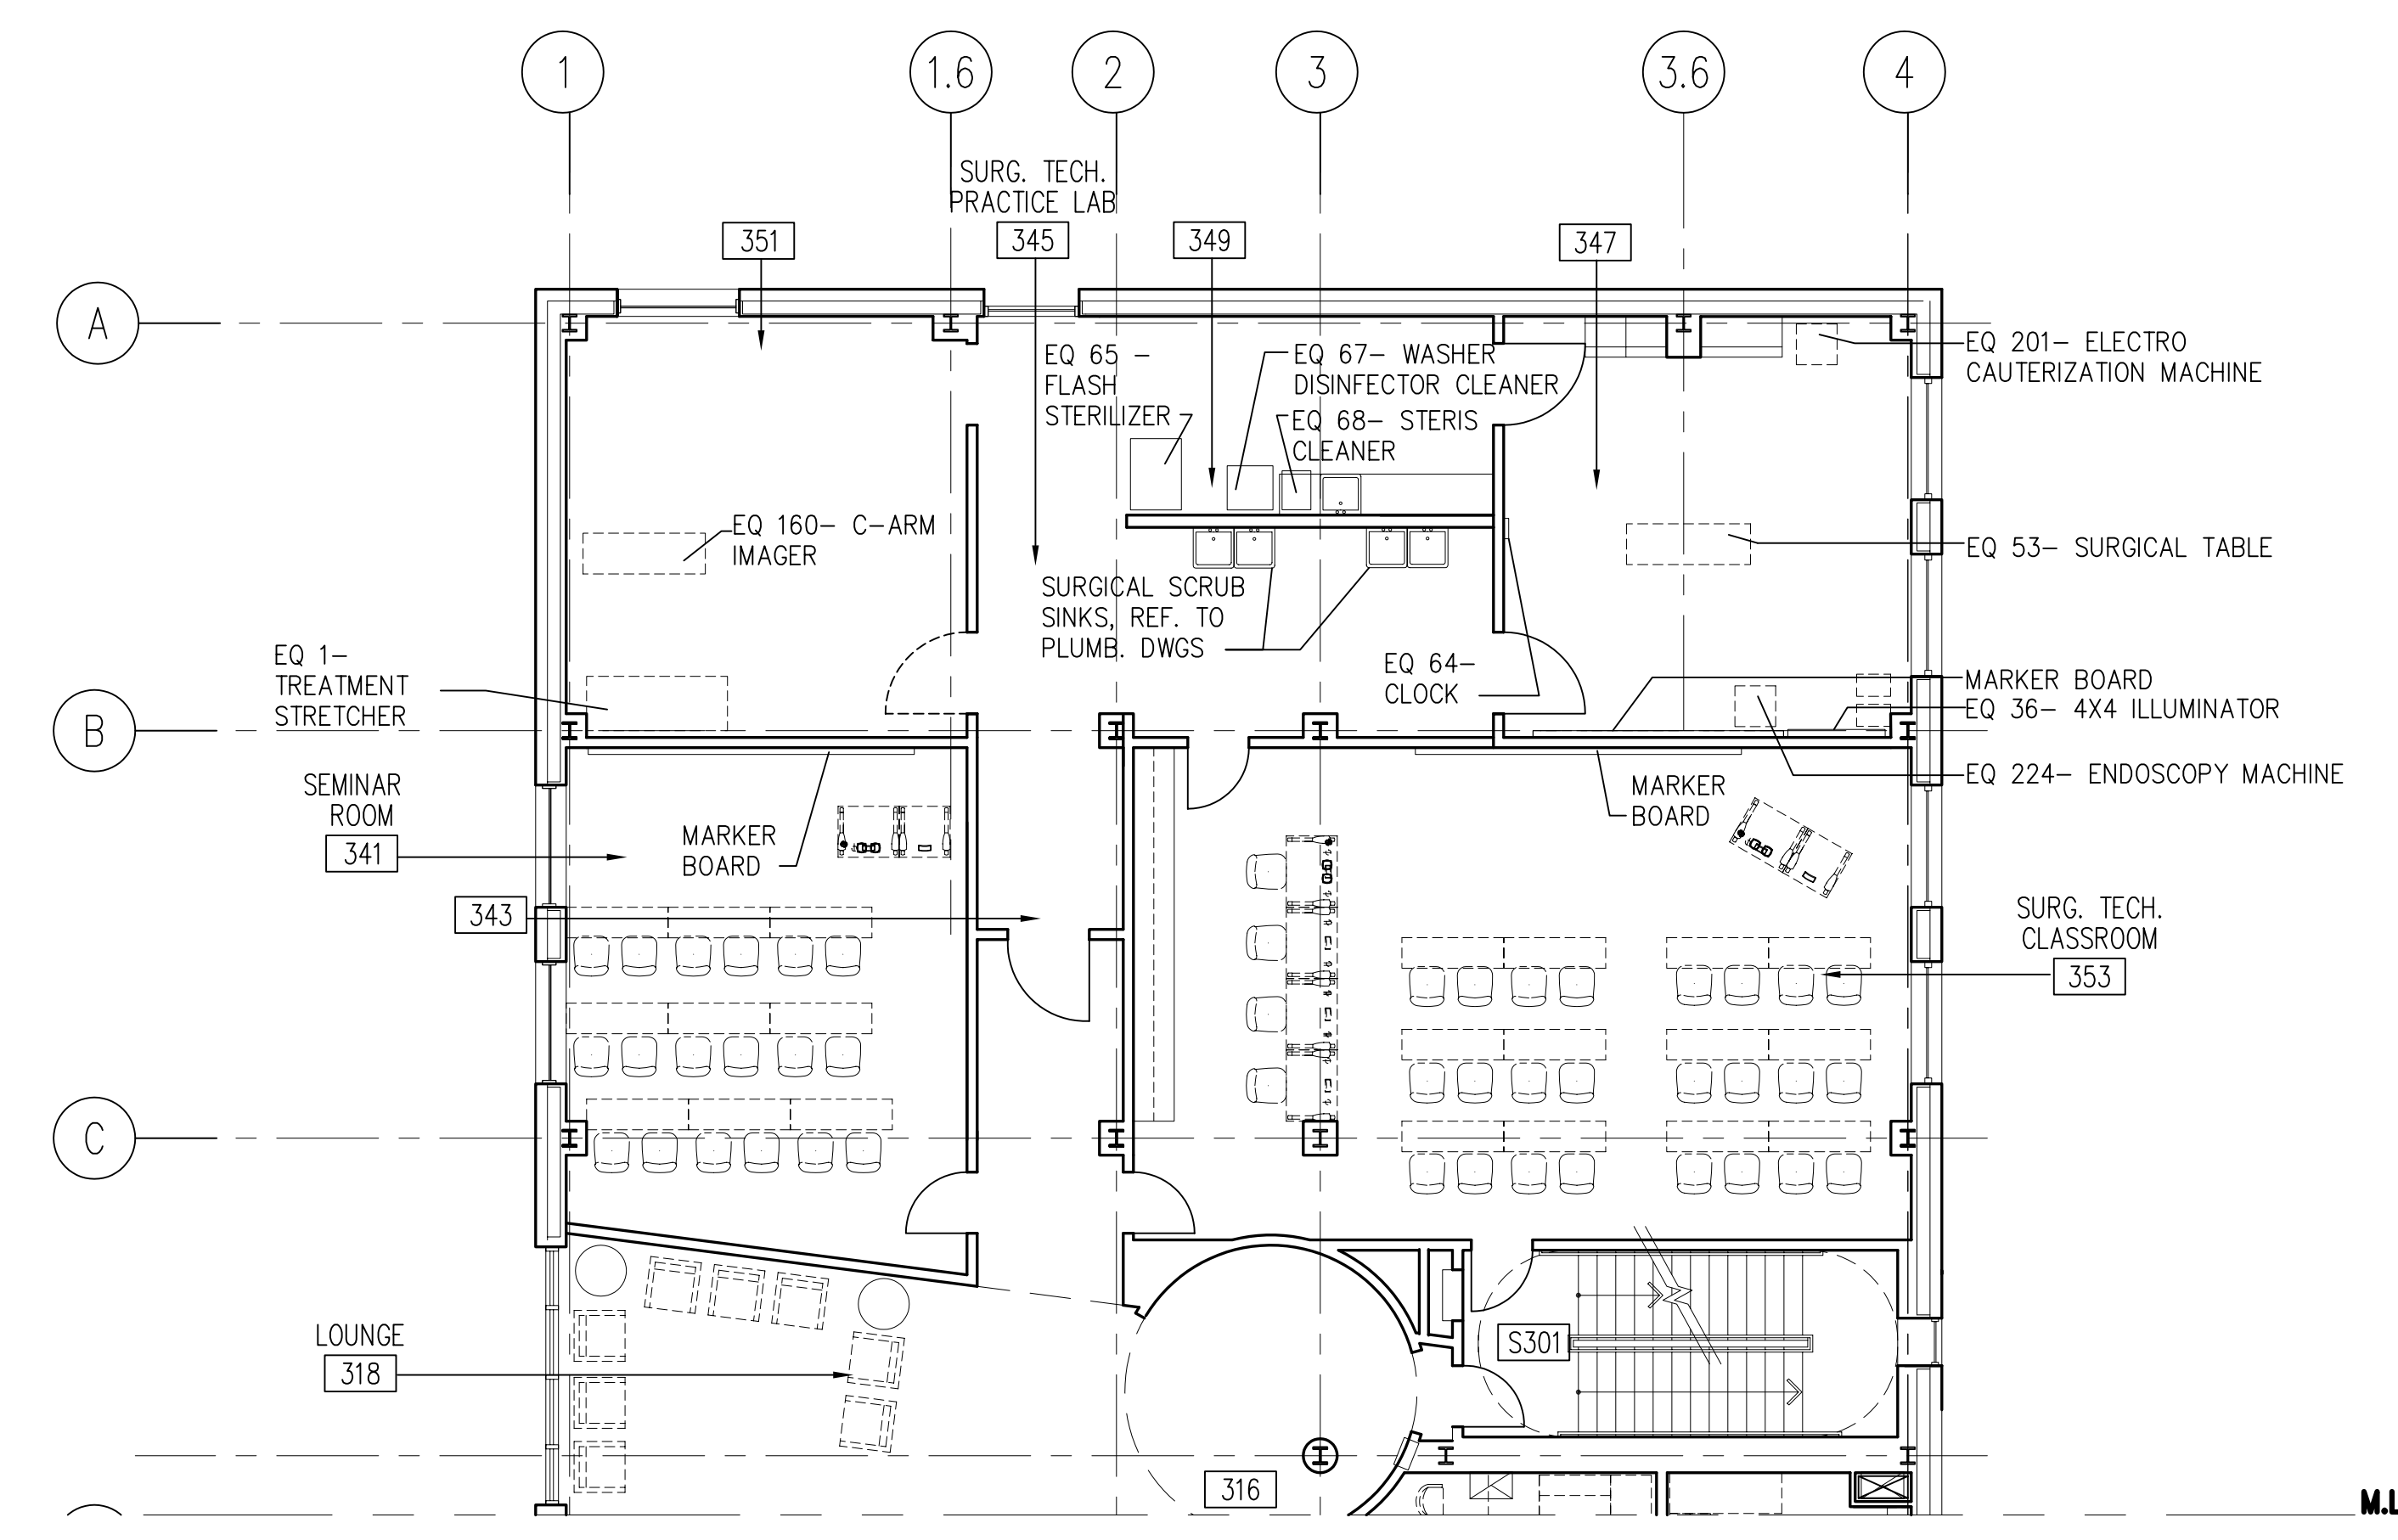 1
1.6
2
3
3.6
4
SURG. TECH.
PRACTICE LAB
351
345
349
347
A
EQ 65 -
FLASH
STERILIZER
EQ 67- WASHER
DISINFECTOR CLEANER
EQ 68- STERIS
CLEANER
EQ 201- ELECTRO
CAUTERIZATION MACHINE
EQ 160- C-ARM
IMAGER
EQ 53- SURGICAL TABLE
SURGICAL SCRUB
SINKS, REF. TO
PLUMB. DWGS
EQ 64-
CLOCK
EQ 1-
TREATMENT
STRETCHER
MARKER BOARD
EQ 36- 4X4 ILLUMINATOR
B
EQ 224- ENDOSCOPY MACHINE
SEMINAR
ROOM
341
MARKER
BOARD
MARKER
BOARD
343
SURG. TECH.
CLASSROOM
353
C
LOUNGE
318
S301
316
M.L